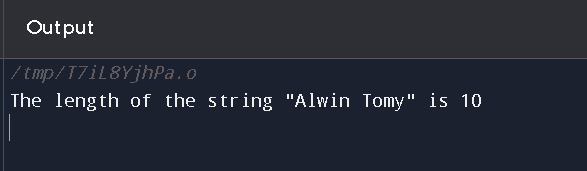 Output
/tmp/T7iL8YjhPa.o
The length of the string "Alwin Tomy" is 10